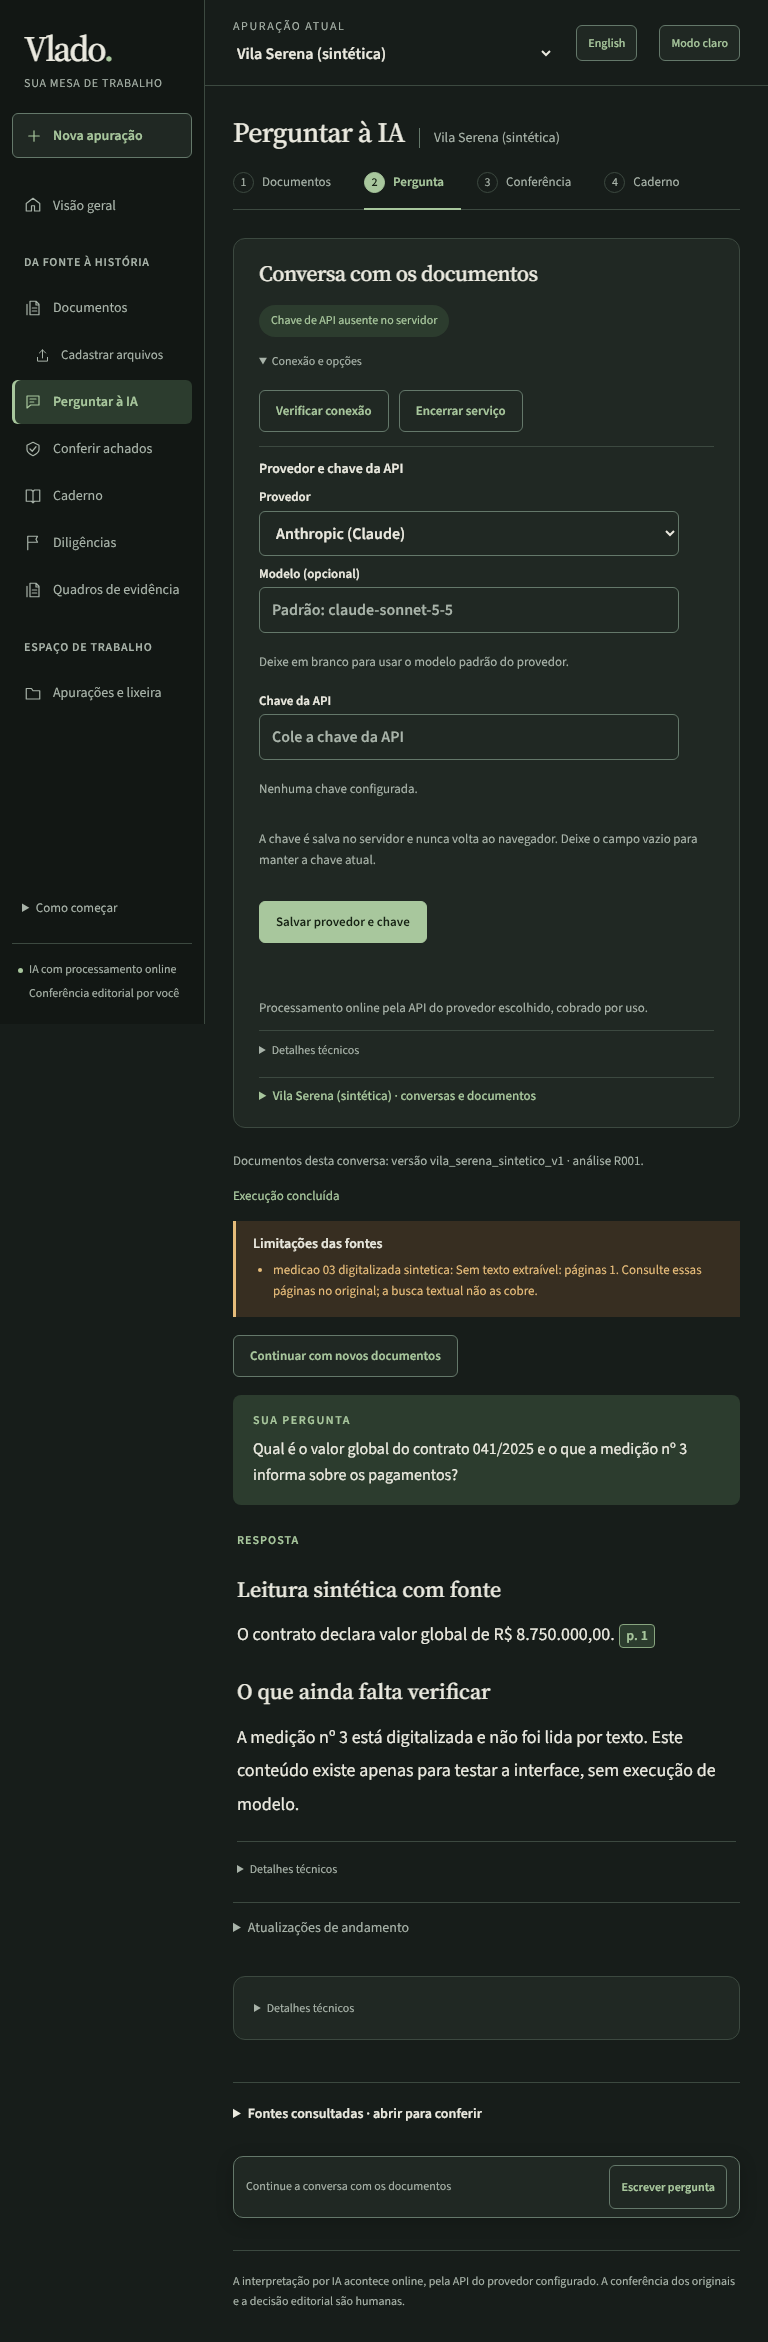 Vlado.
SUA MESA DE TRABALHO
Nova apuração
Visão geral
DA FONTE À HISTÓRIA
Documentos
Cadastrar arquivos
Perguntar à IA
Conferir achados
Caderno
Diligências
Quadros de evidência
ESPAÇO DE TRABALHO
Apurações e lixeira
Como começar
IA com processamento online
Conferência editorial por você
APURAÇÃO ATUAL
Vila Serena (sintética)
English
Modo claro
Perguntar à IA
Vila Serena (sintética)
1 Documentos
2 Pergunta
3 Conferência
4 Caderno
Conversa com os documentos
Chave de API ausente no servidor
Conexão e opções
Verificar conexão
Encerrar serviço
Provedor e chave da API
Provedor
Anthropic (Claude)
Modelo (opcional)
Padrão: claude-sonnet-5-5
Deixe em branco para usar o modelo padrão do provedor.
Chave da API
Cole a chave da API
Nenhuma chave configurada.
A chave é salva no servidor e nunca volta ao navegador. Deixe o campo vazio para
manter a chave atual.
Salvar provedor e chave
Processamento online pela API do provedor escolhido, cobrado por uso.
Detalhes técnicos
Vila Serena (sintética) · conversas e documentos
Documentos desta conversa: versão vila_serena_sintetico_v1 · análise R001.
Execução concluída
Limitações das fontes
• medicao 03 digitalizada sintetica: Sem texto extraível: páginas 1. Consulte essas
páginas no original; a busca textual não as cobre.
Continuar com novos documentos
SUA PERGUNTA
Qual é o valor global do contrato 041/2025 e o que a medição nº 3
informa sobre os pagamentos?
RESPOSTA
Leitura sintética com fonte
O contrato declara valor global de R$ 8.750.000,00. p. 1
O que ainda falta verificar
A medição nº 3 está digitalizada e não foi lida por texto. Este
conteúdo existe apenas para testar a interface, sem execução de
modelo.
Detalhes técnicos
Atualizações de andamento
Detalhes técnicos
Fontes consultadas · abrir para conferir
Continue a conversa com os documentos
Escrever pergunta
A interpretação por IA acontece online, pela API do provedor configurado. A conferência dos originais
e a decisão editorial são humanas.